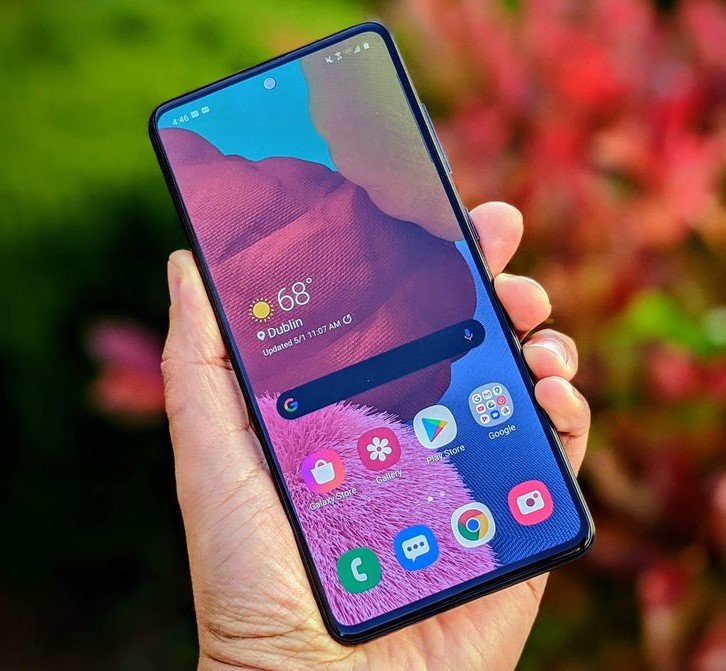 4:46
68°
Dublin
Updated 5/1 11:07 AM
Galaxy Store
Gallery
Play Store
Google